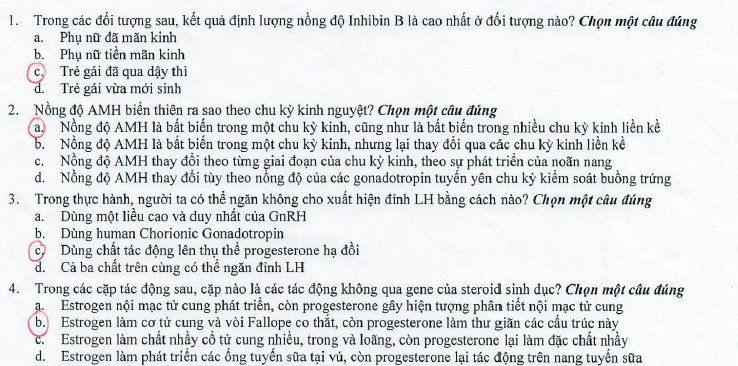 1. Trong các đối tượng sau, kết quả định lượng nồng độ Inhibin B là cao nhất ở đối tượng nào? Chọn một câu đúng
a. Phụ nữ đã mãn kinh
b. Phụ nữ tiền mãn kinh
c. Trẻ gái đã qua dậy thì
d. Trẻ gái vừa mới sinh
2. Nồng độ AMH biến thiên ra sao theo chu kỳ kinh nguyệt? Chọn một câu đúng
a. Nồng độ AMH là bất biến trong một chu kỳ kinh, cũng như là bất biến trong nhiều chu kỳ kinh liền kề
b. Nồng độ AMH là bất biến trong một chu kỳ kinh, nhưng lại thay đổi qua các chu kỳ kinh liền kề
c. Nồng độ AMH thay đổi theo từng giai đoạn của chu kỳ kinh, theo sự phát triển của noãn nang
d. Nồng độ AMH thay đổi tùy theo nồng độ của các gonadotropin tuyến yên chu kỳ kiểm soát buồng trứng
3. Trong thực hành, người ta có thể ngăn không cho xuất hiện đỉnh LH bằng cách nào? Chọn một câu đúng
a. Dùng một liều cao và duy nhất của GnRH
b. Dùng human Chorionic Gonadotropin
c. Dùng chất tác động lên thụ thể progesterone hạ đồi
d. Cả ba chất trên cùng có thể ngăn đỉnh LH
4. Trong các cặp tác động sau, cặp nào là các tác động không qua gene của steroid sinh dục? Chọn một câu đúng
a. Estrogen nội mạc tử cung phát triển, còn progesterone gây hiện tượng phân tiết nội mạc tử cung
b. Estrogen làm cơ tử cung và vòi Fallope co thắt, còn progesterone làm thư giãn các cấu trúc này
c. Estrogen làm chất nhầy cổ tử cung nhiều, trong và loãng, còn progesterone lại làm đặc chất nhầy
d. Estrogen làm phát triển các ống tuyến sữa tại vú, còn progesterone lại tác động trên nang tuyến sữa